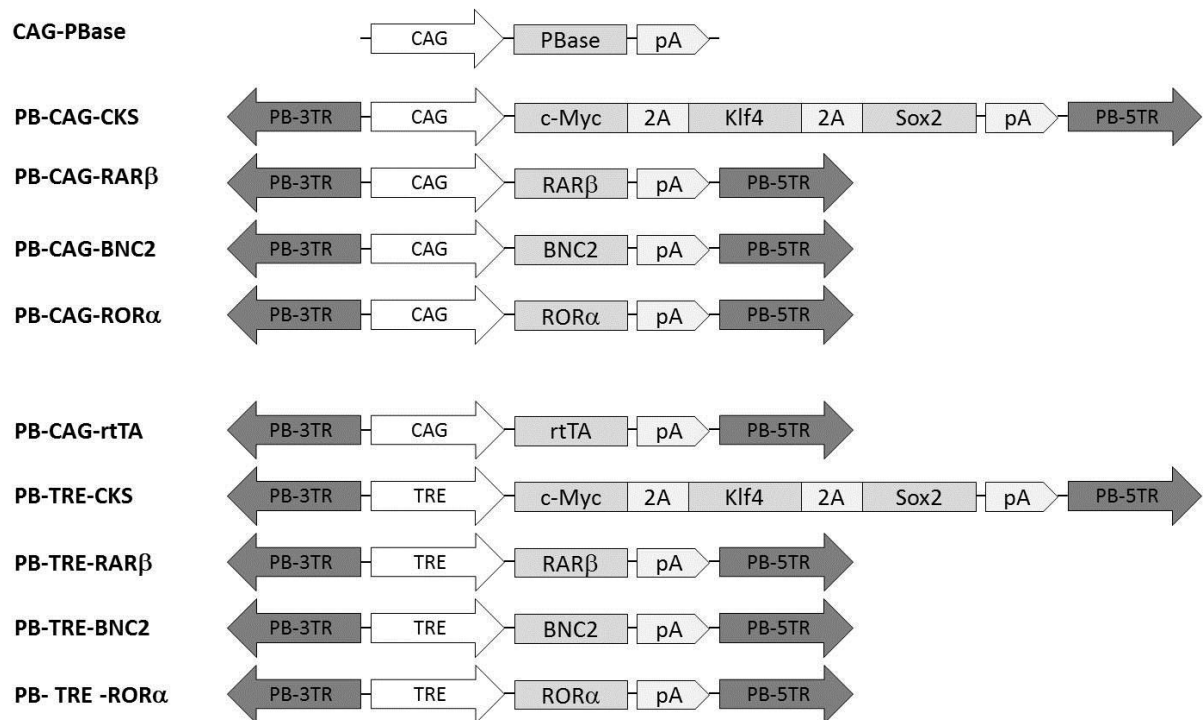 CAG-PBase CAG PBase pA
PB-CAG-CKS PB-3TR CAG c-Myc 2A Klf4 2A Sox2 pA PB-5TR
PB-CAG-RARβ PB-3TR CAG RARβ pA PB-5TR
PB-CAG-BNC2 PB-3TR CAG BNC2 pA PB-5TR
PB-CAG-RORα PB-3TR CAG RORα pA PB-5TR
PB-CAG-rtTA PB-3TR CAG rtTA pA PB-5TR
PB-TRE-CKS PB-3TR TRE c-Myc 2A Klf4 2A Sox2 pA PB-5TR
PB-TRE-RARβ PB-3TR TRE RARβ pA PB-5TR
PB-TRE-BNC2 PB-3TR TRE BNC2 pA PB-5TR
PB- TRE -RORα PB-3TR TRE RORα pA PB-5TR